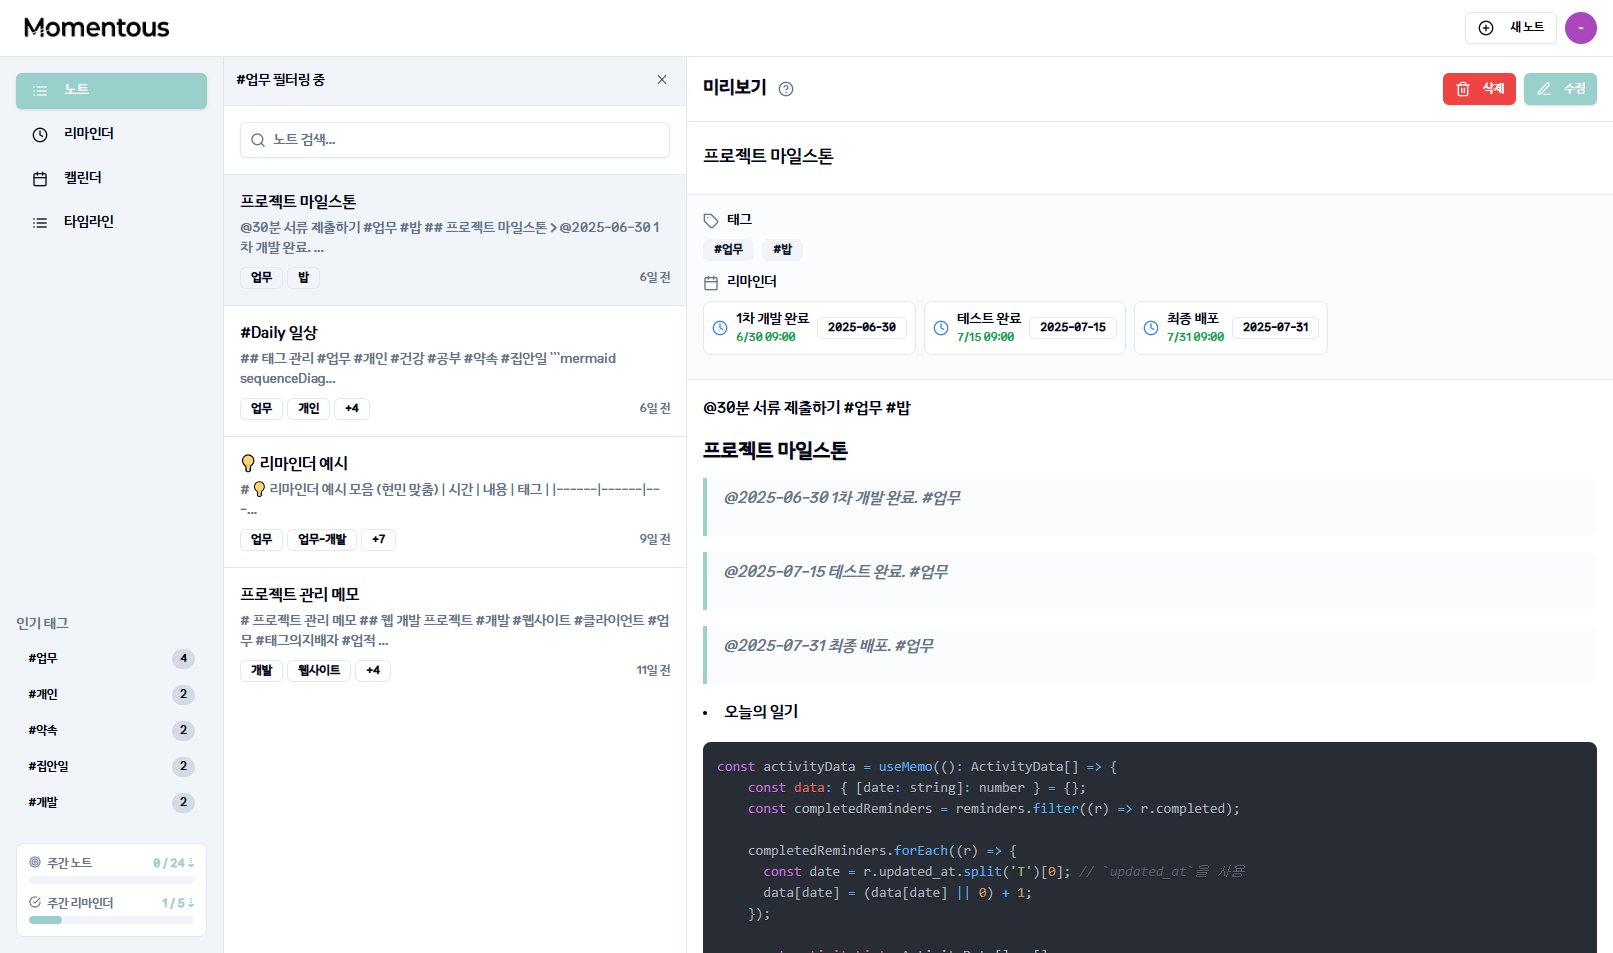 Momentous
새 노트
-
노트
리마인더
캘린더
타임라인
인기 태그
#업무 4
#개인 2
#약속 2
#집안일 2
#개발 2
주간 노트 0 / 24 ↓
주간 리마인더 1 / 5 ↓
#업무 필터링 중
노트 검색...
프로젝트 마일스톤
@30분 서류 제출하기 #업무 #밥 ## 프로젝트 마일스톤 > @2025-06-30 1
차 개발 완료. ...
업무 밥 6일 전
#Daily 일상
## 태그 관리 #업무 #개인 #건강 #공부 #약속 #집안일 ```mermaid
sequenceDiag...
업무 개인 +4 6일 전
💡 리마인더 예시
# 💡 리마인더 예시 모음 (현민 맞춤) | 시간 | 내용 | 태그 | |------|------|--
-...
업무 업무-개발 +7 9일 전
프로젝트 관리 메모
# 프로젝트 관리 메모 ## 웹 개발 프로젝트 #개발 #웹사이트 #클라이언트 #업
무 #태그의지배자 #업적 ...
개발 웹사이트 +4 11일 전
미리보기
삭제 수정
프로젝트 마일스톤
태그
#업무 #밥
리마인더
1차 개발 완료 2025-06-30
6/30 09:00
테스트 완료 2025-07-15
7/15 09:00
최종 배포 2025-07-31
7/31 09:00
@30분 서류 제출하기 #업무 #밥
프로젝트 마일스톤
@2025-06-30 1차 개발 완료. #업무
@2025-07-15 테스트 완료. #업무
@2025-07-31 최종 배포. #업무
• 오늘의 일기
const activityData = useMemo((): ActivityData[] => {
const data: { [date: string]: number } = {};
const completedReminders = reminders.filter((r) => r.completed);
completedReminders.forEach((r) => {
const date = r.updated_at.split('T')[0]; // `updated_at`을 사용
data[date] = (data[date] || 0) + 1;
});